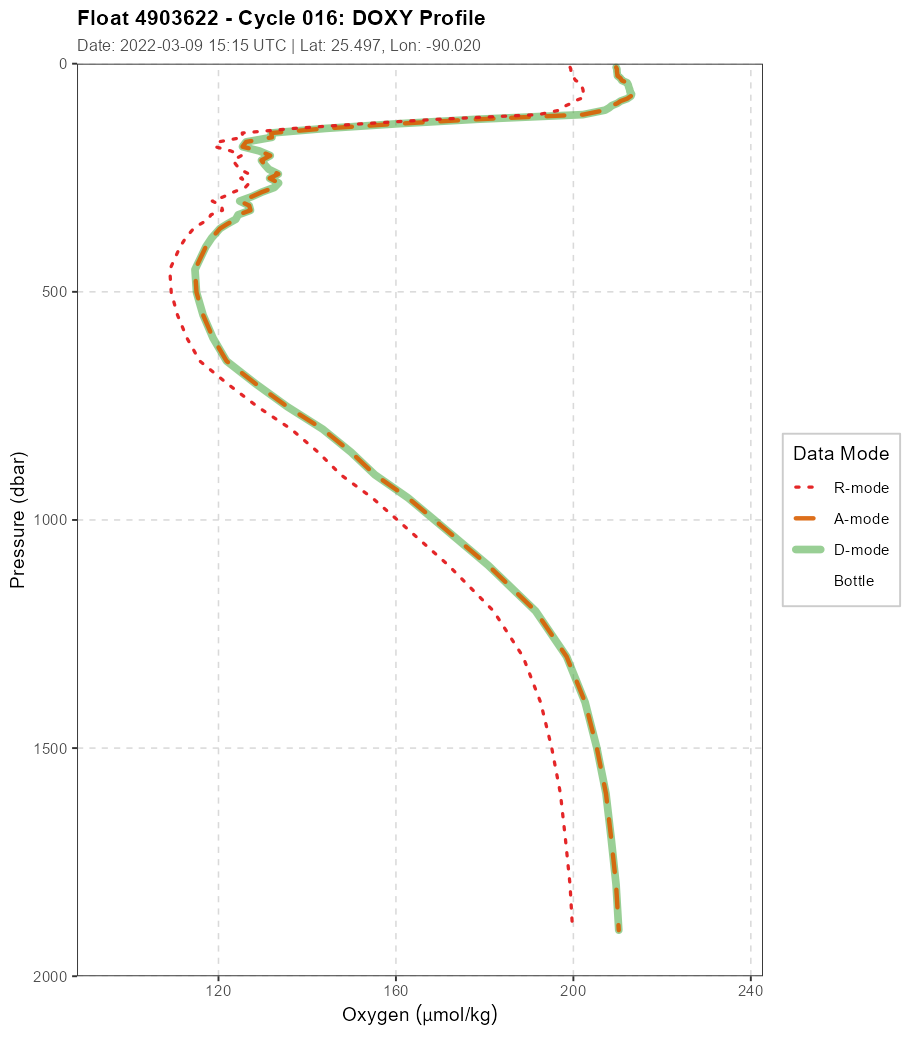 Float 4903622 - Cycle 016: DOXY Profile
Date: 2022-03-09 15:15 UTC | Lat: 25.497, Lon: -90.020
0
500
1000
1500
2000
Pressure (dbar)
120
160
200
240
Oxygen (μmol/kg)
Data Mode
R-mode
A-mode
D-mode
Bottle